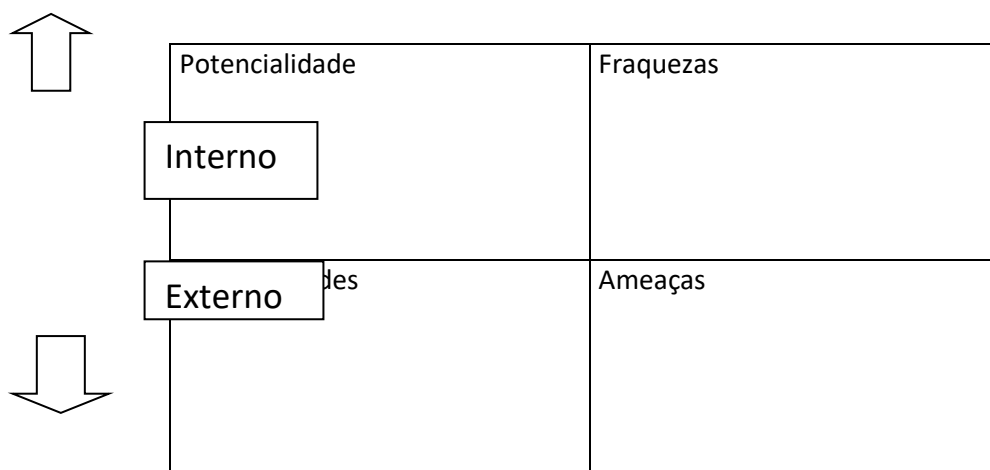 Potencialidade
Fraquezas
Interno
Externo
des
Ameaças